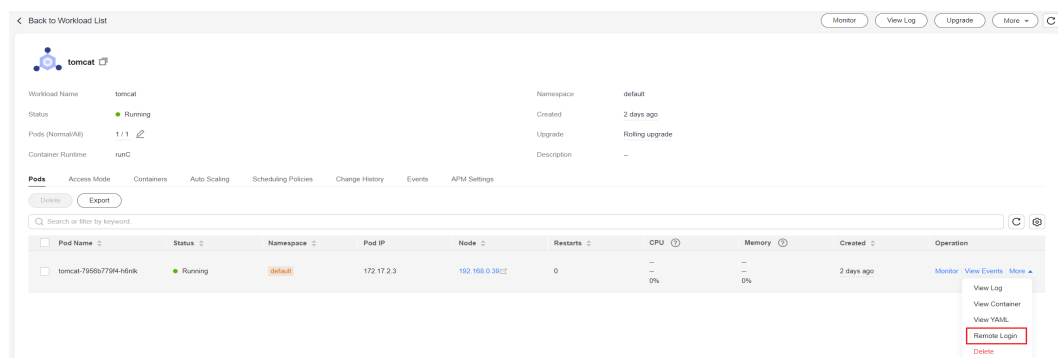 Back to Workload List Monitor View Log Upgrade More
tomcat
Workload Name tomcat Namespace default
Status Running Created 2 days ago
Pods (Normal/All) 1 / 1 Upgrade Rolling upgrade
Container Runtime runC Description --
Pods Access Mode Containers Auto Scaling Scheduling Policies Change History Events APM Settings
Delete Export
Search or filter by keyword.
Pod Name Status Namespace Pod IP Node Restarts CPU Memory Created Operation
-- --
tomcat-7956b779f4-h6nlk Running default 172.17.2.3 192.168.0.39 0 -- -- 2 days ago Monitor View Events More
0% 0%
View Log
View Container
View YAML
Remote Login
Delete